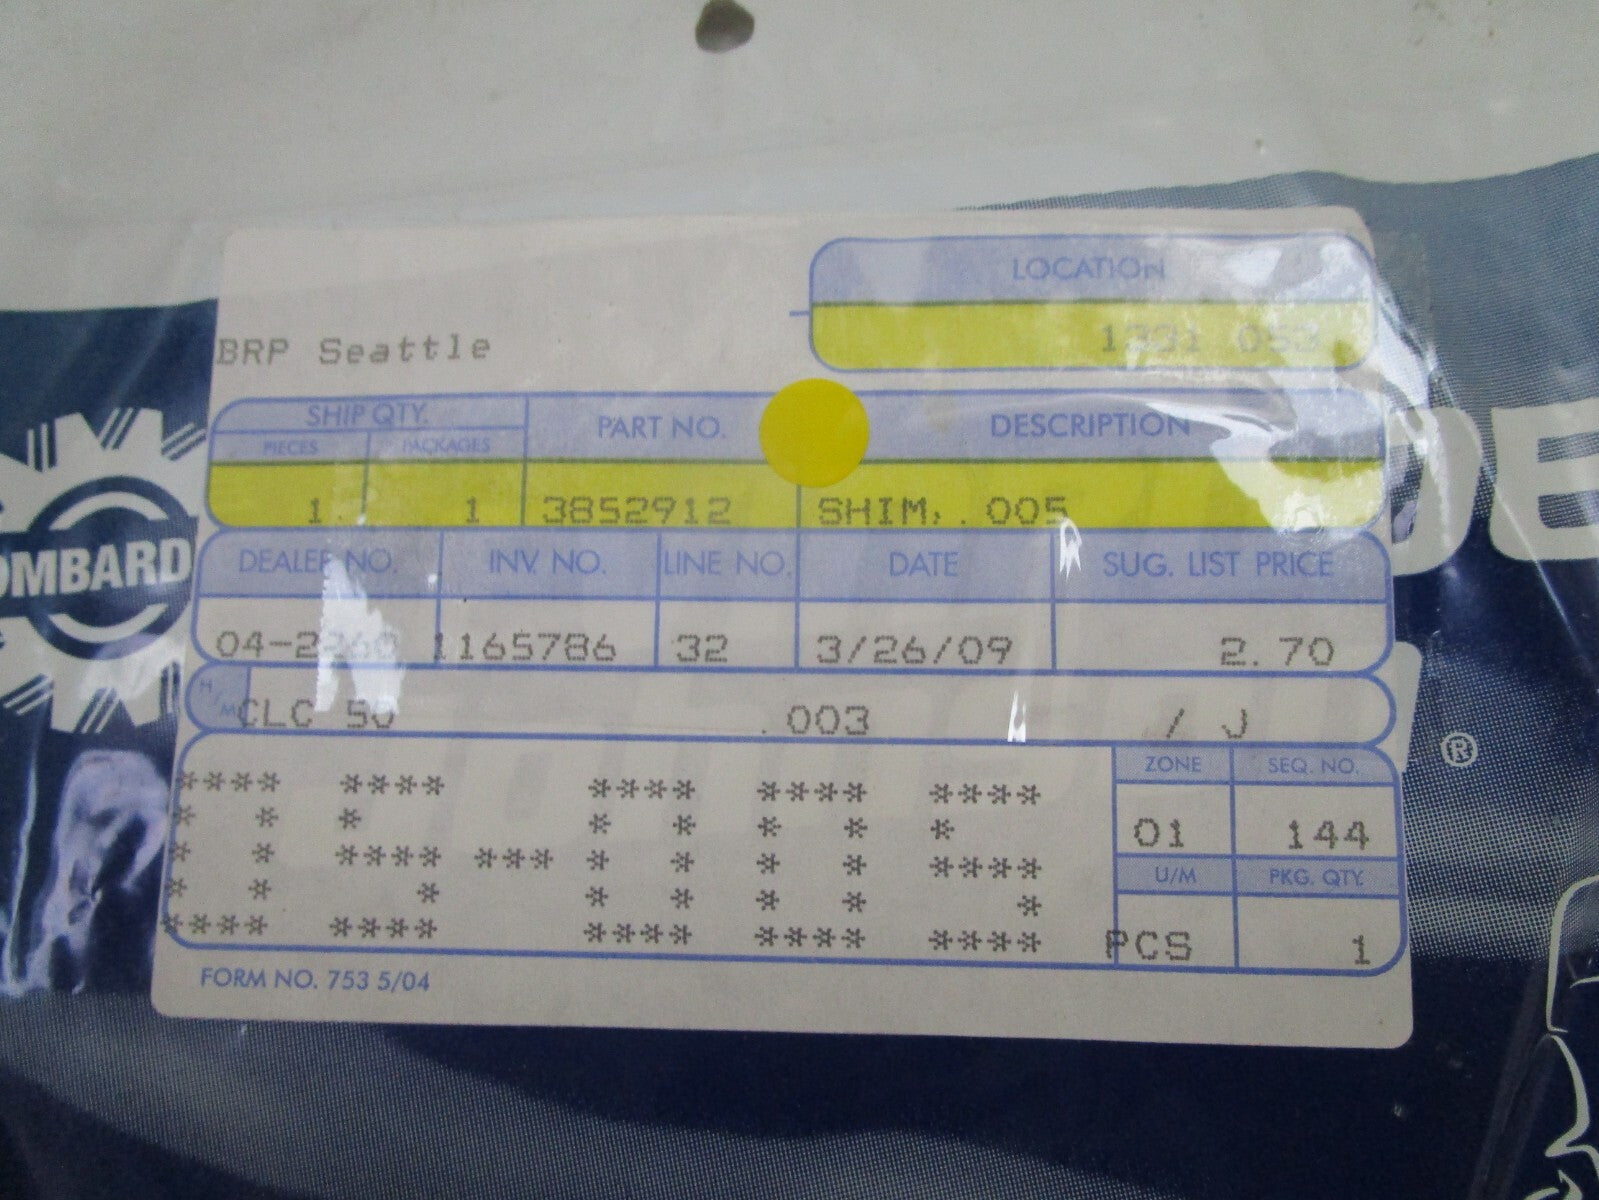 LOCATION
BRP Seattle
SHIP QTY. PART NO. DESCRIPTION
PIECES PACKAGES
1 1 3852912 SHIM, .005
DEALER NO. INV. NO. LINE NO. DATE SUG. LIST PRICE
1165786 32 3/26/09 2.70
H/M CLC 50 .003 / J
**** **** **** **** ****
* * * * * * * *
* * **** *** * * * * ****
* * * * * * * *
**** **** **** **** ****
ZONE SEQ. NO.
01 144
U/M PKG. QTY.
PCS 1
FORM NO. 753 5/04
OMBARD
®